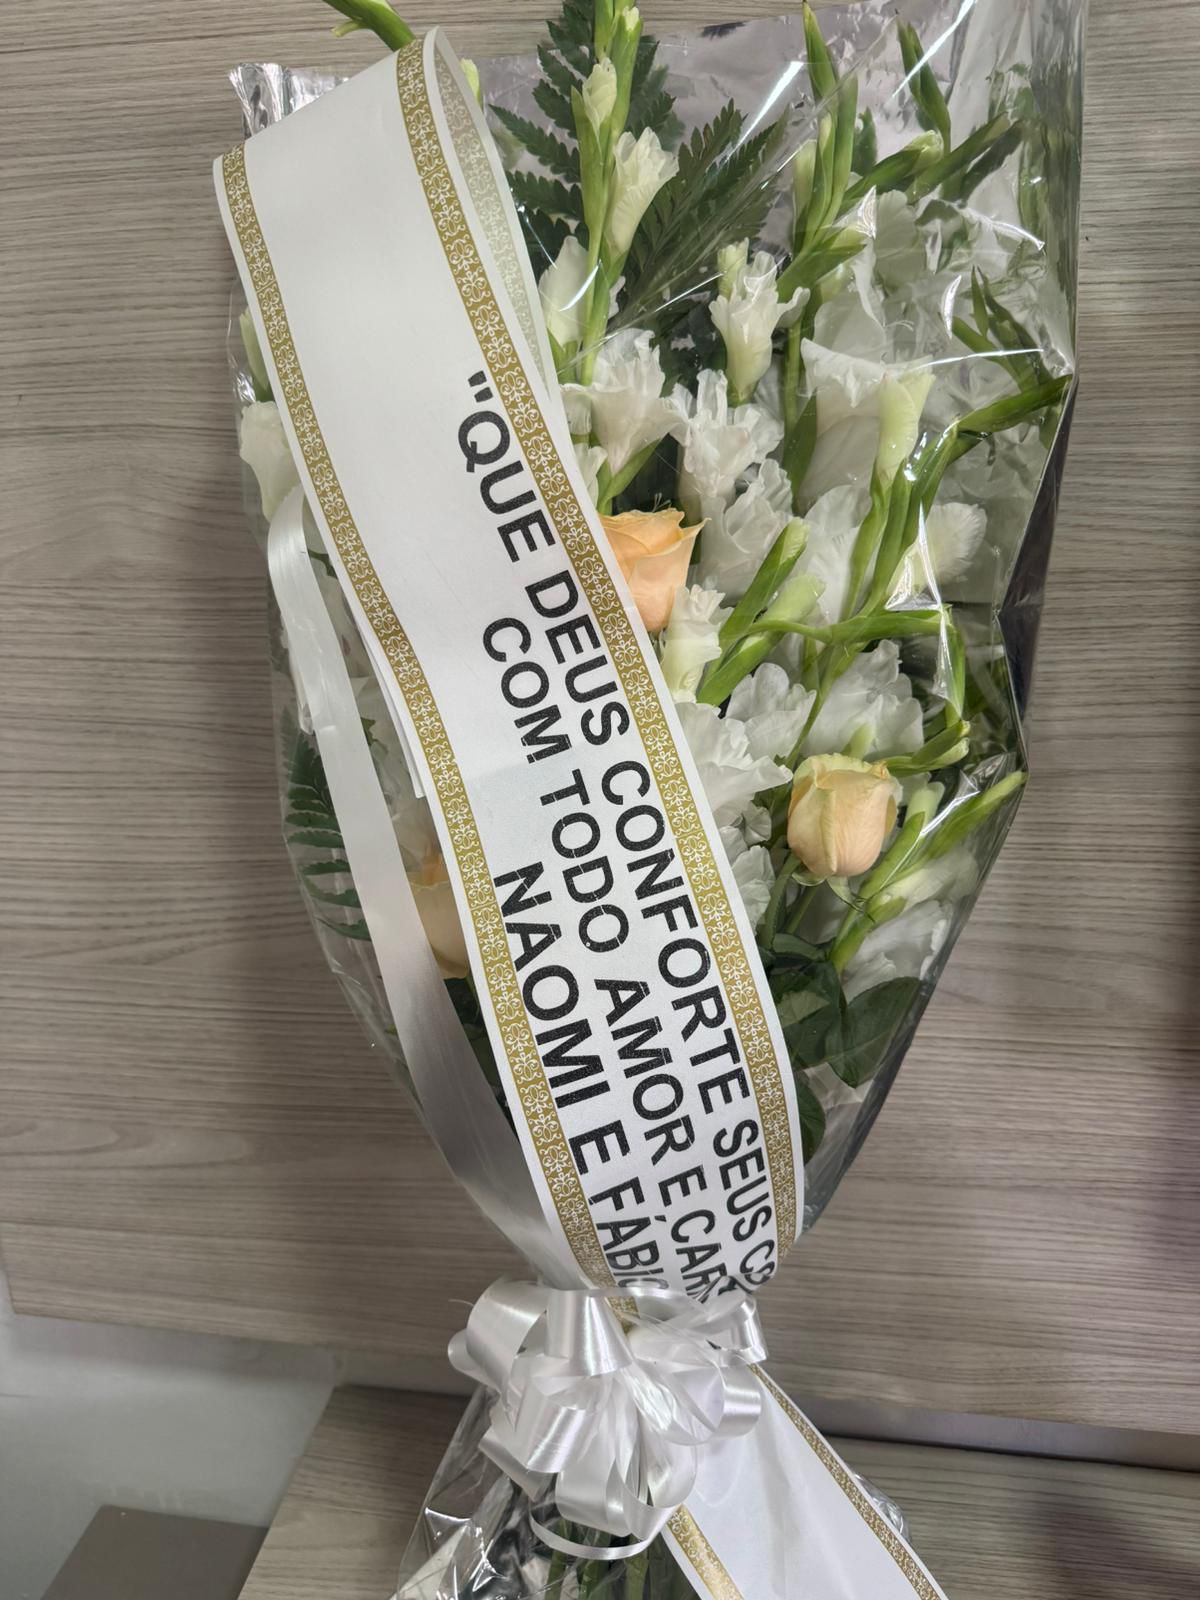 "QUE DEUS CONFORTE SEUS
COM TODO AMOR E
NAOMI E